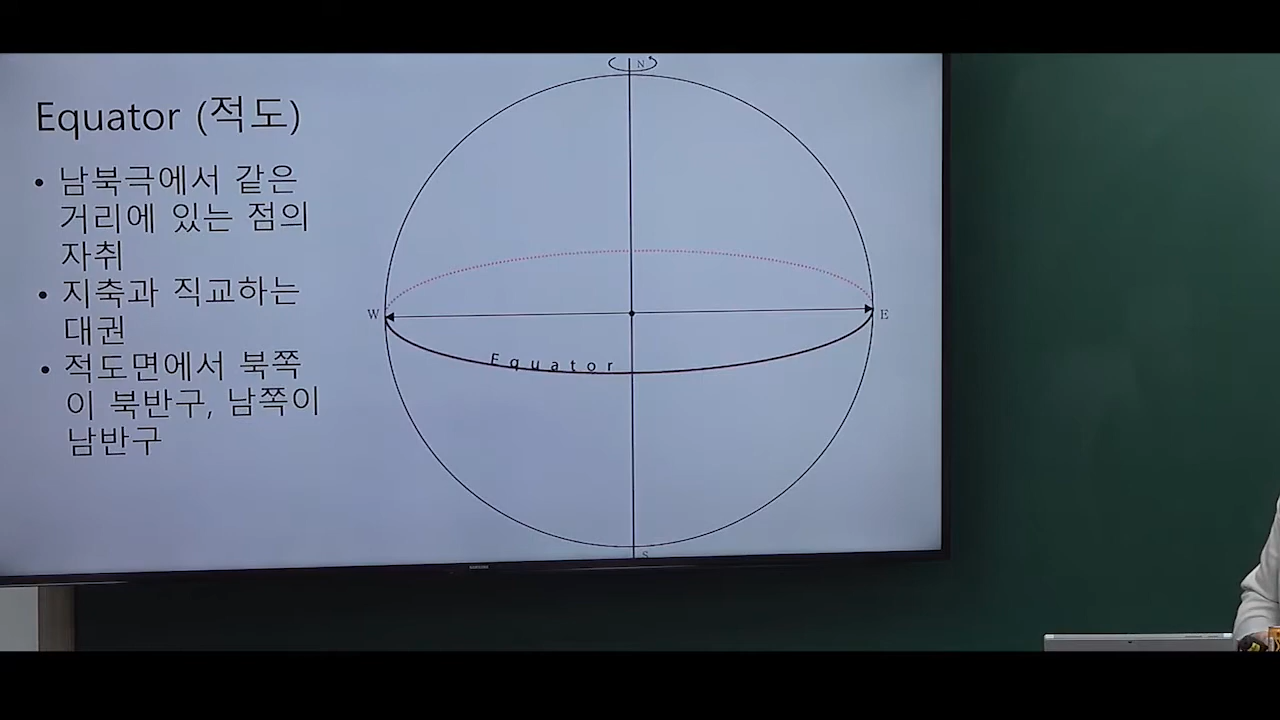 Equator (적도)
• 남북극에서 같은
거리에 있는 점의
자취
• 지축과 직교하는
대권
• 적도면에서 북쪽
이 북반구, 남쪽이
남반구
N
W
E
Equator
S
SAMSUNG